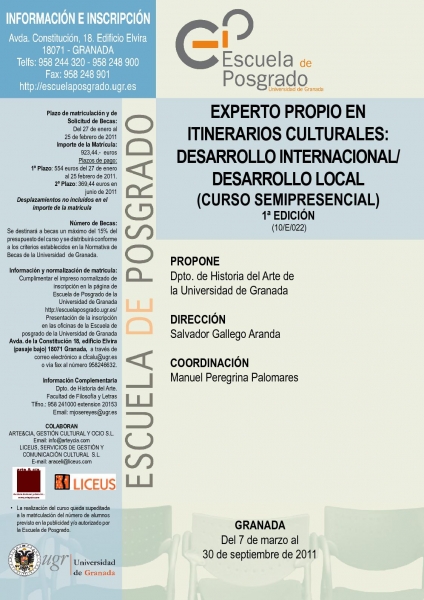 INFORMACIÓN E INSCRIPCIÓN
Avda. Constitución, 18. Edificio Elvira
18071 - GRANADA
Telfs: 958 244 320 - 958 248 900
Fax: 958 248 901
http://escuelaposgrado.ugr.es
Plazo de matriculación y de
Solicitud de Becas:
Del 27 de enero al
25 de febrero de 2011
Importe de la Matrícula:
923,44.- euros
Plazos de pago:
1º Plazo: 554 euros del 27 de enero
al 25 febrero de 2011.
2º Plazo: 369,44 euros en
junio de 2011
Desplazamientos no incluidos en el
importe de la matrícula
Número de Becas:
Se destinará a becas un máximo del 15% del
presupuesto del curso y se distribuirá conforme
a los criterios establecidos en la Normativa de
Becas de la Universidad de Granada.
Información y normalización de matrícula:
Cumplimentar el impreso normalizado de
inscripción en la página de
Escuela de Posgrado de la
Universidad de Granada
http://escuelaposgrado.ugr.es/
Presentación de la inscripción
en las oficinas de la Escuela de
posgrado de la Universidad de Granada
Avda. de la Constitución 18, edificio Elvira
(pasaje bajo) 18071 Granada, a través de
correo electrónico a cfcalu@ugr.es
o vía fax al número 958248632.
Información Complementaria
Dpto. de Historia del Arte.
Facultad de Filosofía y Letras
Tlfno.: 958 241000 extension 20153
Email: mjosereyes@ugr.es
COLABORAN
ARTE&CIA, GESTIÓN CULTURAL Y OCIO S.L.
Email: info@arteycia.com
LICEUS, SERVICIOS DE GESTIÓN Y
COMUNICACIÓN CULTURAL S.L
E-mail: araceli@liceus.com
LICEUS
• La realización del curso queda supeditada
a la matriculación del número de alumnos
previsto en la publicidad y/o autorizado por
la Escuela de Posgrado.
ugr
Universidad
de Granada
ESCUELA DE POSGRADO
Escuela de
Posgrado
Universidad de Granada
EXPERTO PROPIO EN
ITINERARIOS CULTURALES:
DESARROLLO INTERNACIONAL/
DESARROLLO LOCAL
(CURSO SEMIPRESENCIAL)
1ª EDICIÓN
(10/E/022)
PROPONE
Dpto. de Historia del Arte de
la Universidad de Granada
DIRECCIÓN
Salvador Gallego Aranda
COORDINACIÓN
Manuel Peregrina Palomares
GRANADA
Del 7 de marzo al
30 de septiembre de 2011